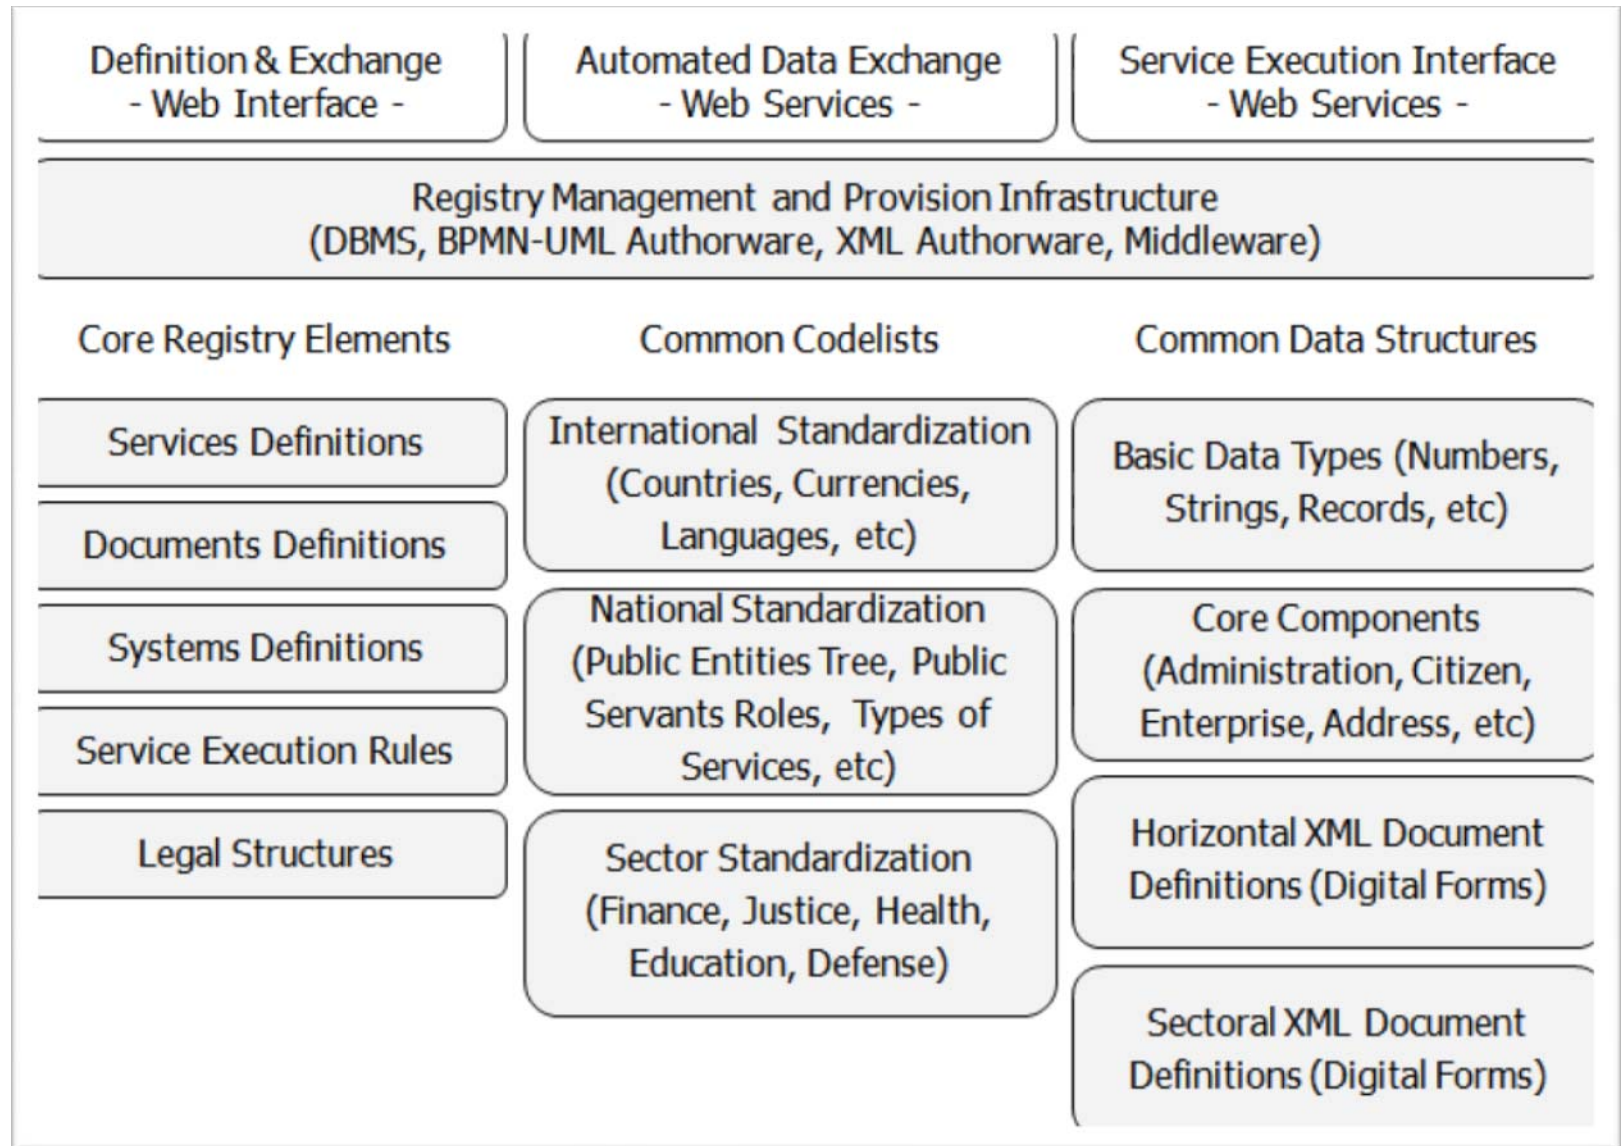 Definition & Exchange
- Web Interface -
Automated Data Exchange
- Web Services -
Service Execution Interface
- Web Services -
Registry Management and Provision Infrastructure
(DBMS, BPMN-UML Authorware, XML Authorware, Middleware)
Core Registry Elements
Services Definitions
Documents Definitions
Systems Definitions
Service Execution Rules
Legal Structures
Common Codelists
International Standardization
(Countries, Currencies,
Languages, etc)
National Standardization
(Public Entities Tree, Public
Servants Roles, Types of
Services, etc)
Sector Standardization
(Finance, Justice, Health,
Education, Defense)
Common Data Structures
Basic Data Types (Numbers,
Strings, Records, etc)
Core Components
(Administration, Citizen,
Enterprise, Address, etc)
Horizontal XML Document
Definitions (Digital Forms)
Sectoral XML Document
Definitions (Digital Forms)